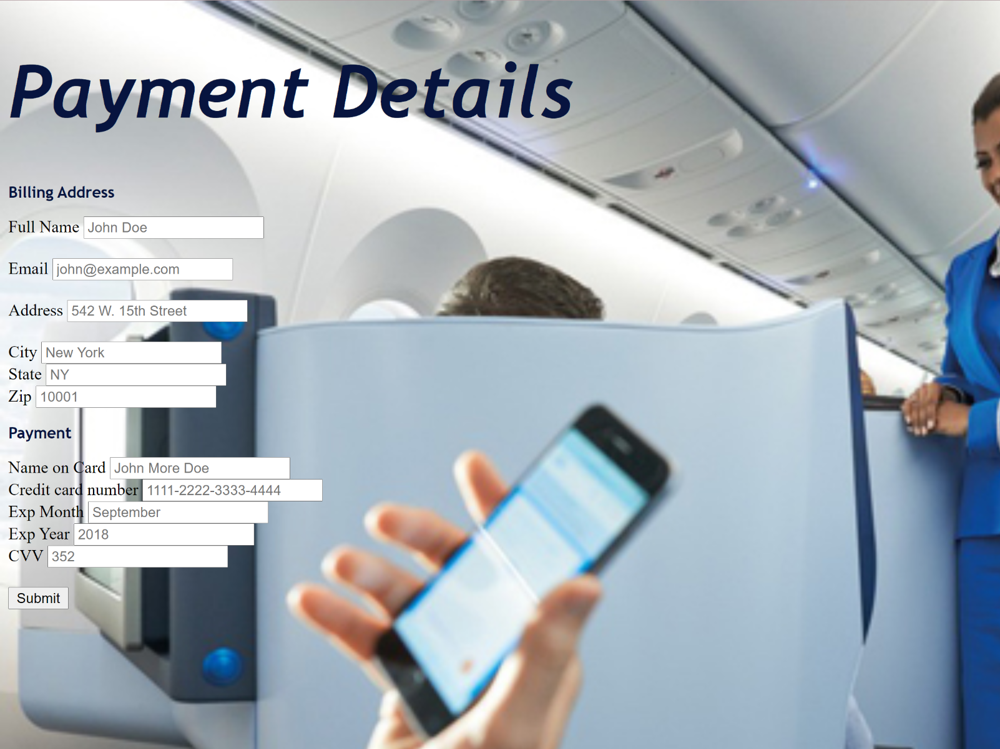 Payment Details
Billing Address
Full Name John Doe
Email john@example.com
Address 542 W. 15th Street
City New York
State NY
Zip 10001
Payment
Name on Card John More Doe
Credit card number 1111-2222-3333-4444
Exp Month September
Exp Year 2018
CVV 352
Submit